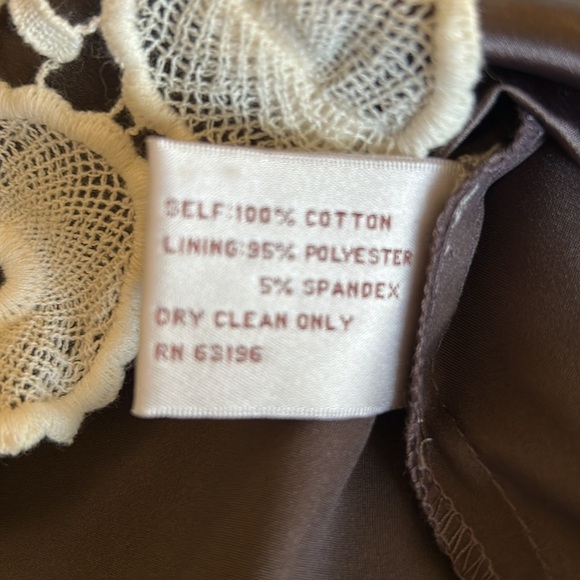 SELF:100% COTTON
LINING:95% POLYESTER
5% SPANDEX
DRY CLEAN ONLY
RN 63196